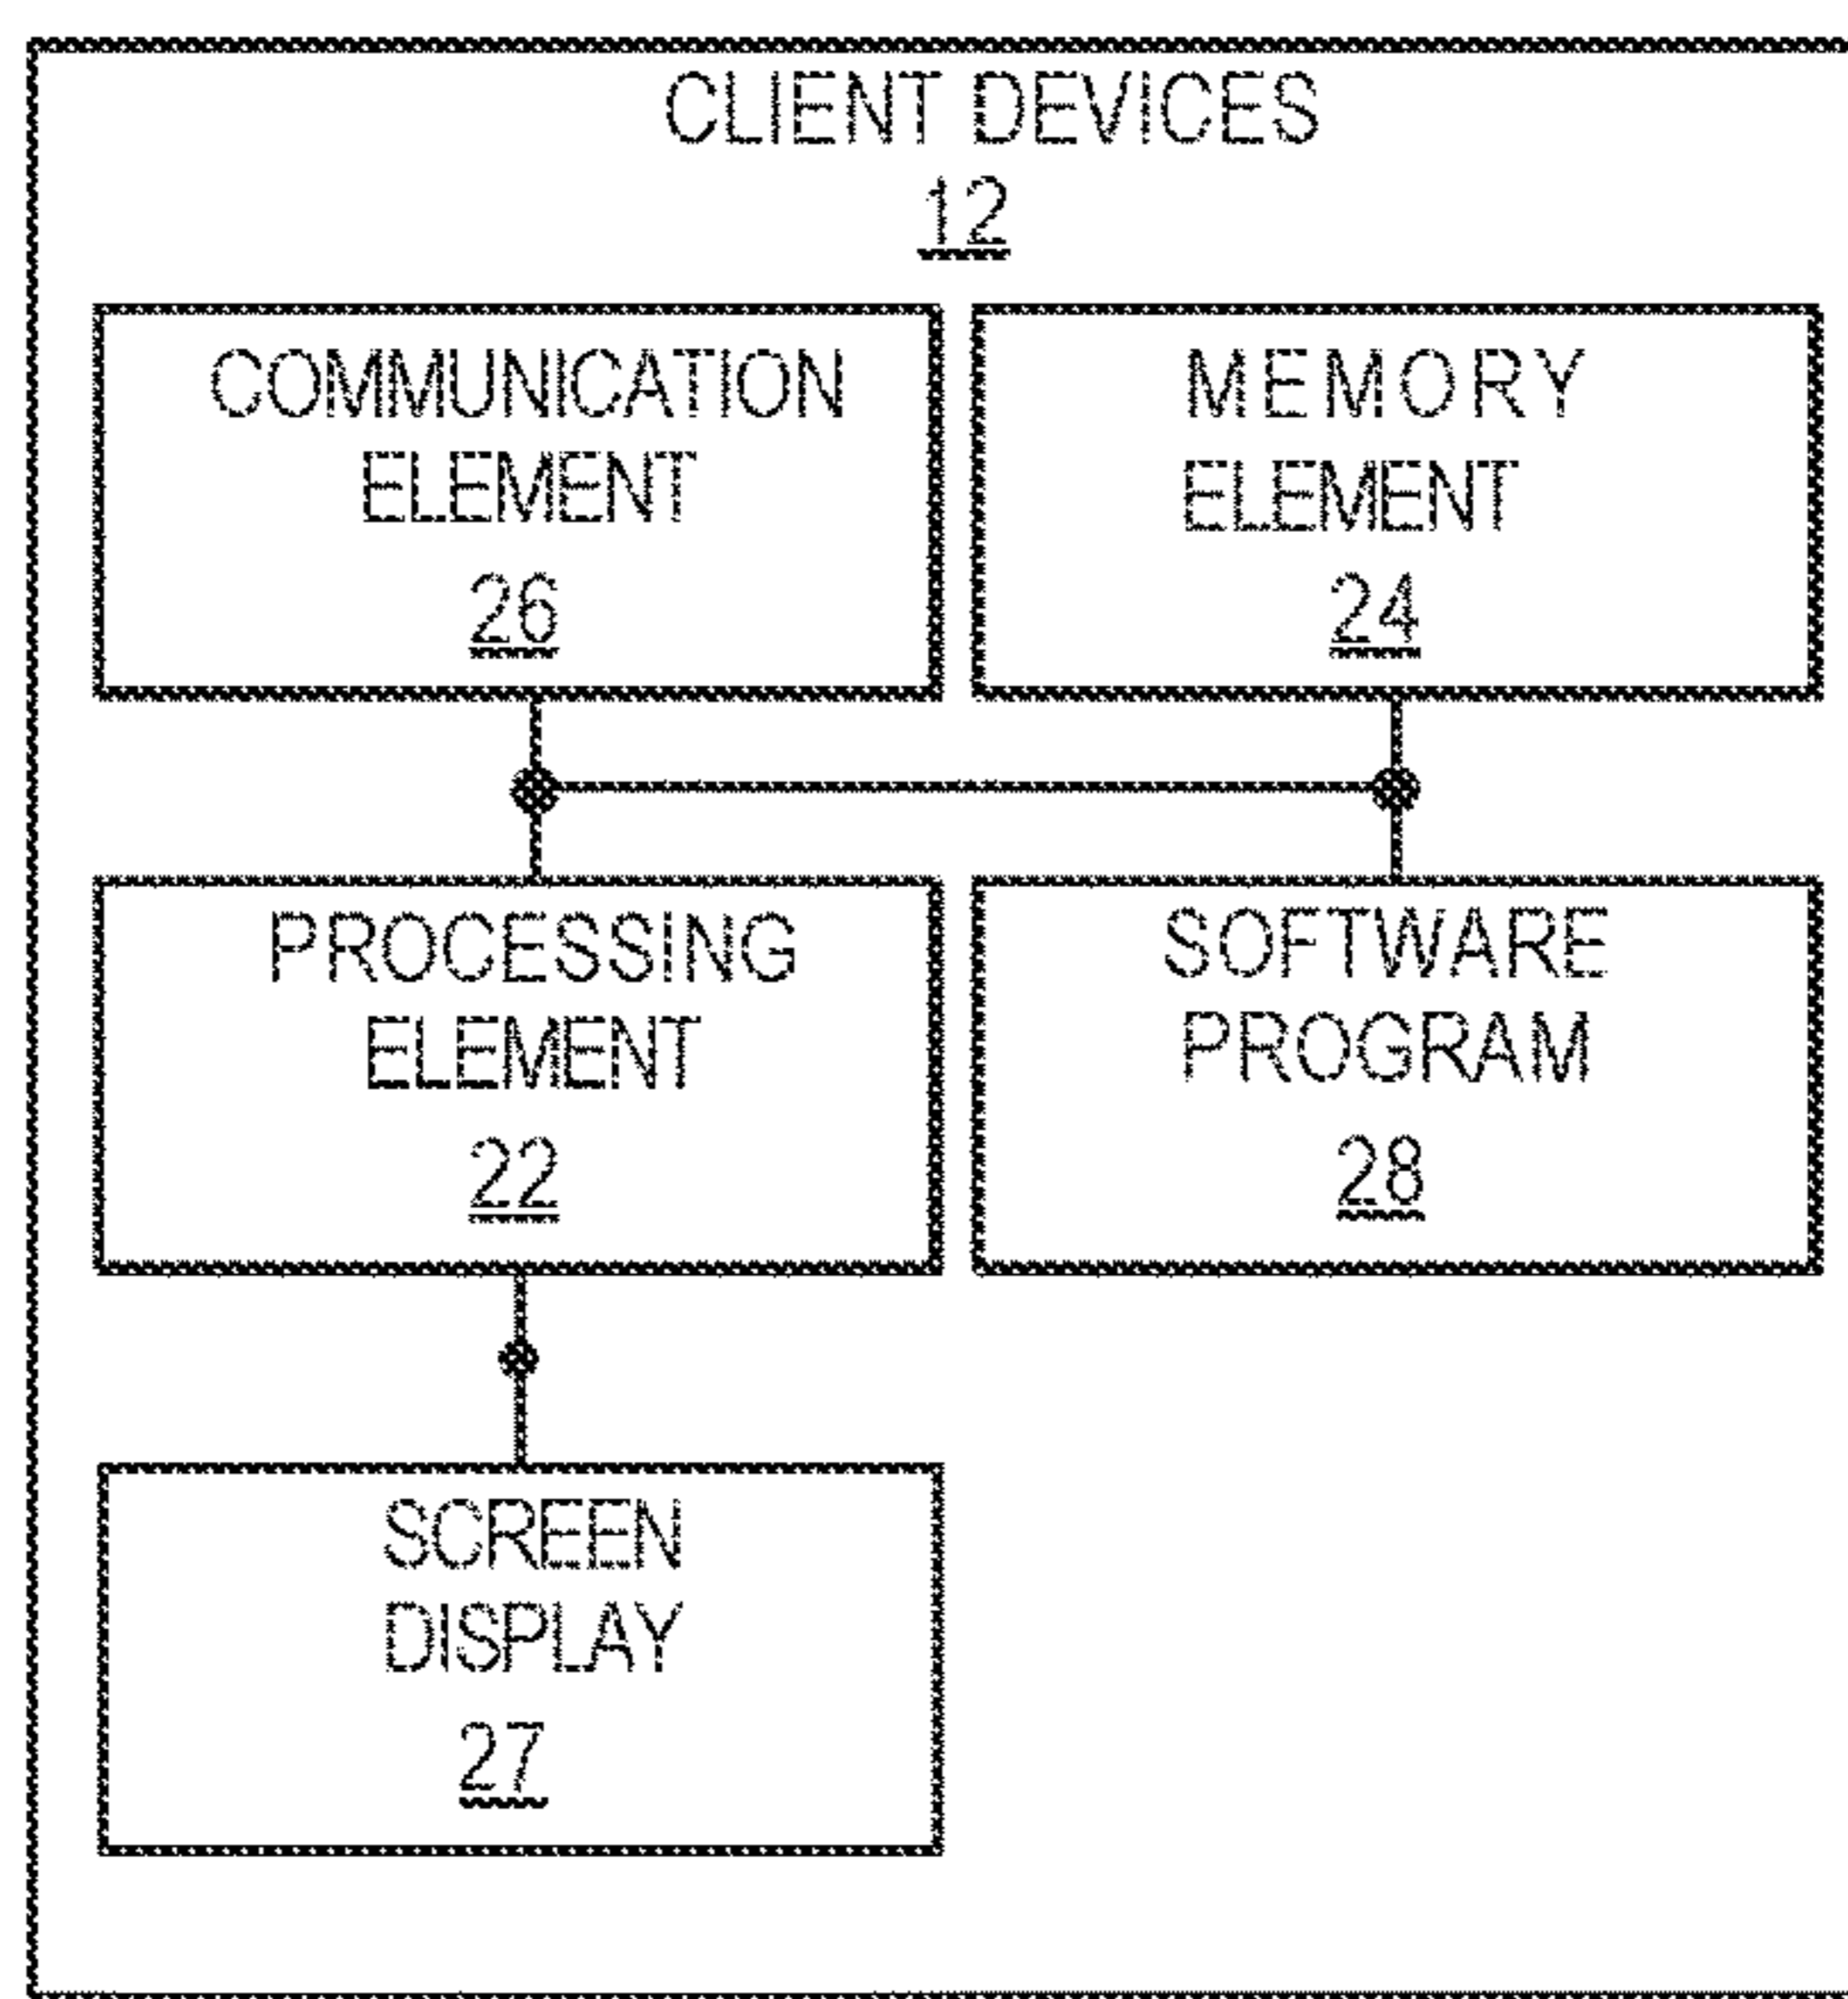 CLIENT DEVICES
12
COMMUNICATION
ELEMENT
26
MEMORY
ELEMENT
24
PROCESSING
ELEMENT
22
SOFTWARE
PROGRAM
28
SCREEN
DISPLAY
27